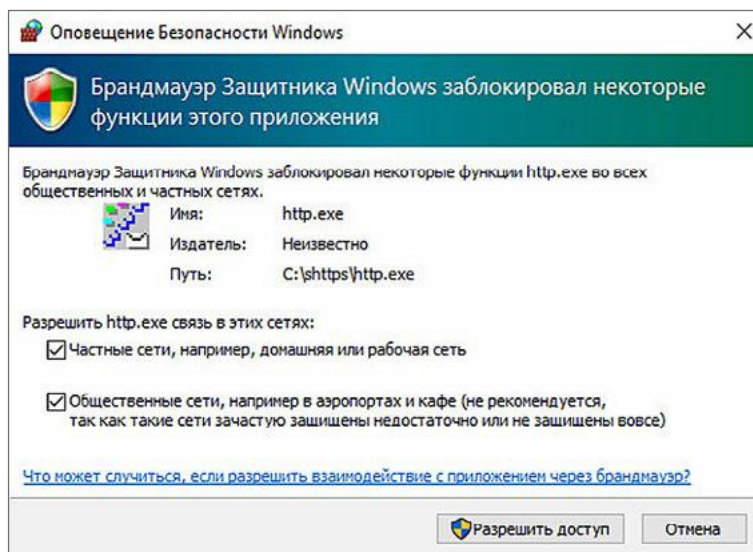 Оповещение Безопасности Windows
Брандмауэр Защитника Windows заблокировал некоторые
функции этого приложения
Брандмауэр Защитника Windows заблокировал некоторые функции http.exe во всех
общественных и частных сетях.
Имя: http.exe
Издатель: Неизвестно
Путь: C:\shttps\http.exe
Разрешить http.exe связь в этих сетях:
Частные сети, например, домашняя или рабочая сеть
Общественные сети, например в аэропортах и кафе (не рекомендуется,
так как такие сети зачастую защищены недостаточно или не защищены вовсе)
Что может случиться, если разрешить взаимодействие с приложением через брандмауэр?
Разрешить доступ Отмена